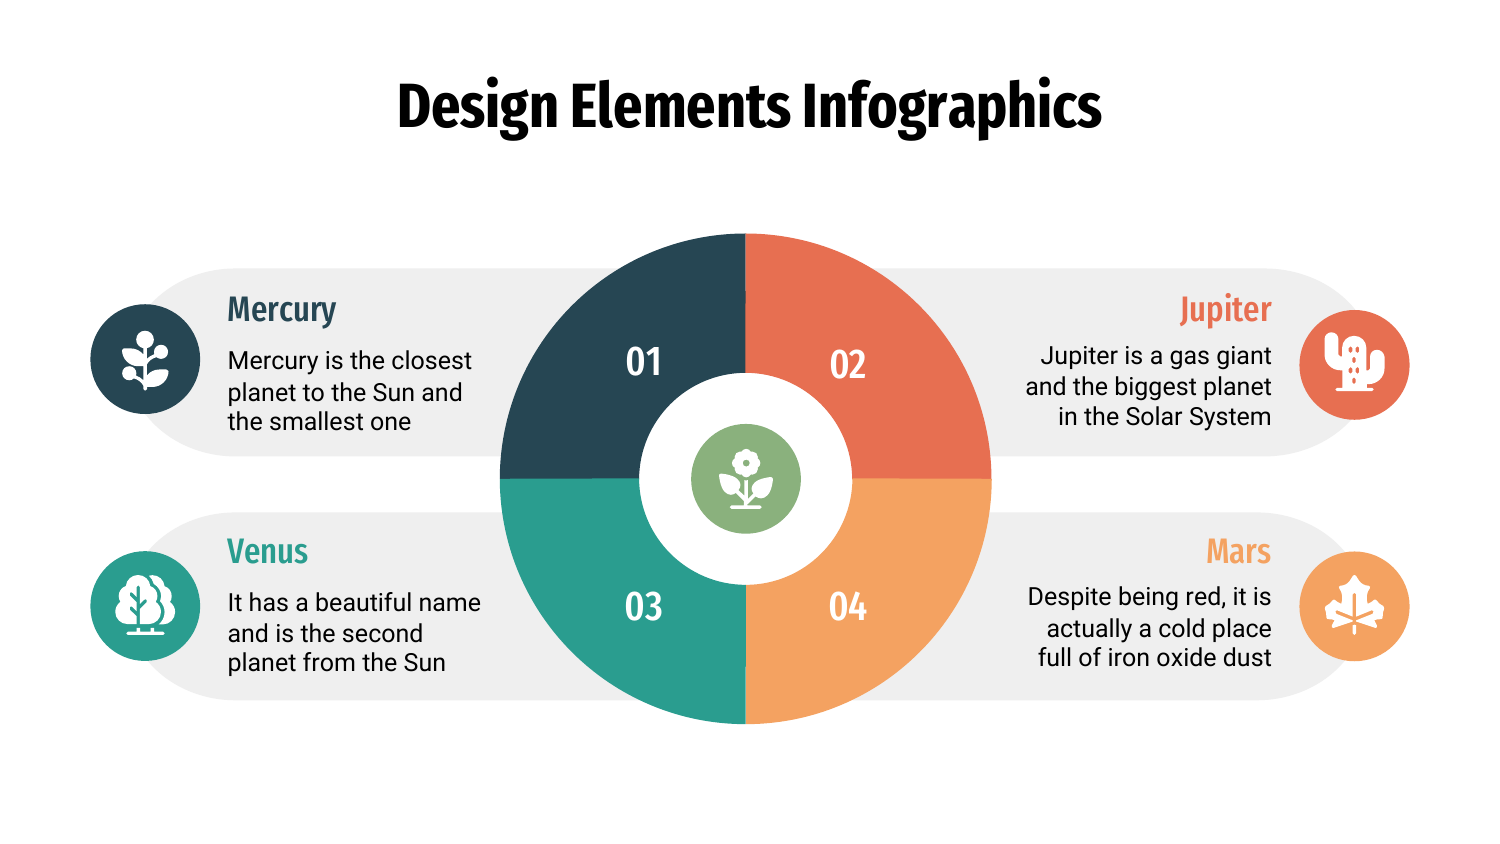 Design Elements Infographics
Mercury
Mercury is the closest
planet to the Sun and
the smallest one
01
02
Jupiter
Jupiter is a gas giant
and the biggest planet
in the Solar System
Venus
It has a beautiful name
and is the second
planet from the Sun
03
04
Mars
Despite being red, it is
actually a cold place
full of iron oxide dust